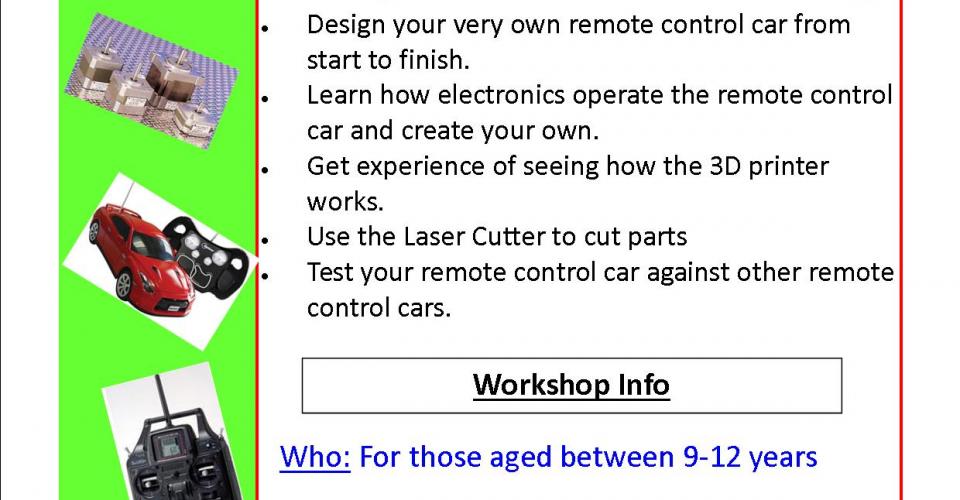 • Design your very own remote control car from
start to finish.
• Learn how electronics operate the remote control
car and create your own.
• Get experience of seeing how the 3D printer
works.
• Use the Laser Cutter to cut parts
• Test your remote control car against other remote
control cars.
Workshop Info
Who: For those aged between 9-12 years